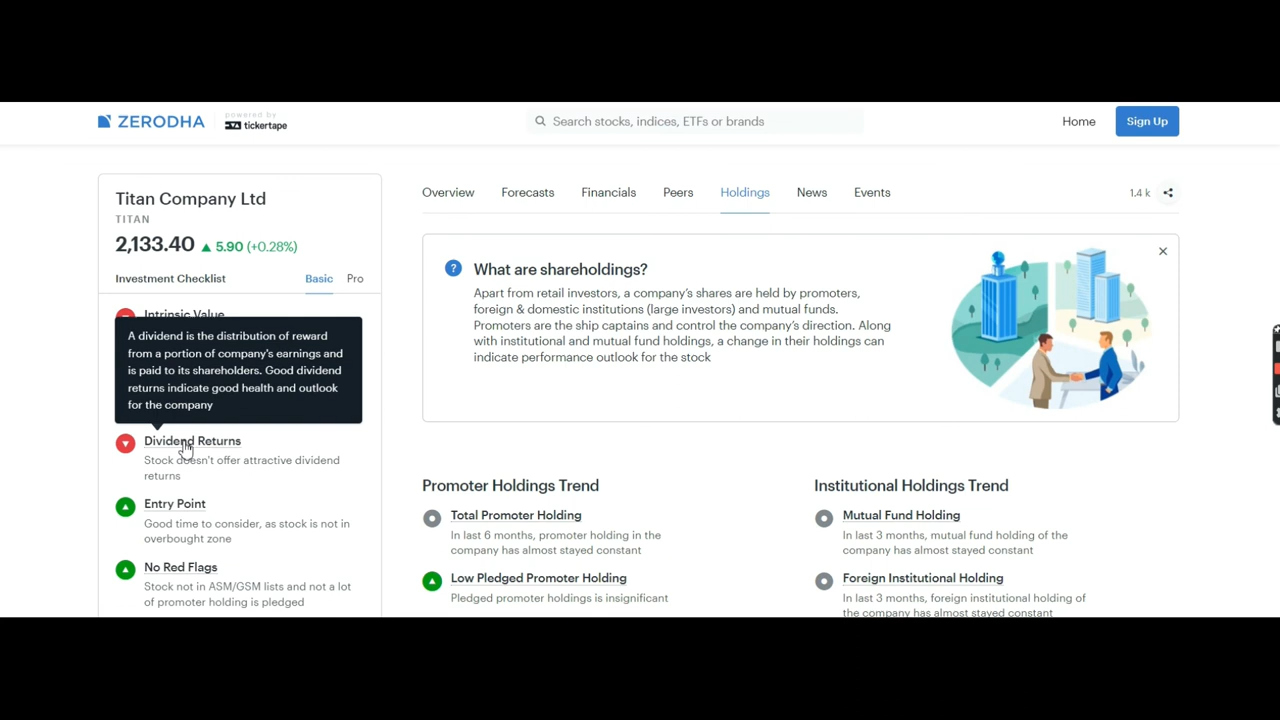 ZERODHA
powered by
tickertape
Search stocks, indices, ETFs or brands
Home
Sign Up
Titan Company Ltd
TITAN
2,133.40 ▲ 5.90 (+0.28%)
Investment Checklist
Basic
Pro
Intrinsic Value
A dividend is the distribution of reward
from a portion of company's earnings and
is paid to its shareholders. Good dividend
returns indicate good health and outlook
for the company
Dividend Returns
Stock doesn't offer attractive dividend
returns
Entry Point
Good time to consider, as stock is not in
overbought zone
No Red Flags
Stock not in ASM/GSM lists and not a lot
of promoter holding is pledged
Overview
Forecasts
Financials
Peers
Holdings
News
Events
1.4 k
? What are shareholdings?
Apart from retail investors, a company's shares are held by promoters,
foreign & domestic institutions (large investors) and mutual funds.
Promoters are the ship captains and control the company's direction. Along
with institutional and mutual fund holdings, a change in their holdings can
indicate performance outlook for the stock
Promoter Holdings Trend
Total Promoter Holding
In last 6 months, promoter holding in the
company has almost stayed constant
Low Pledged Promoter Holding
Pledged promoter holdings is insignificant
Institutional Holdings Trend
Mutual Fund Holding
In last 3 months, mutual fund holding of the
company has almost stayed constant
Foreign Institutional Holding
In last 3 months, foreign institutional holding of
the company has almost stayed constant